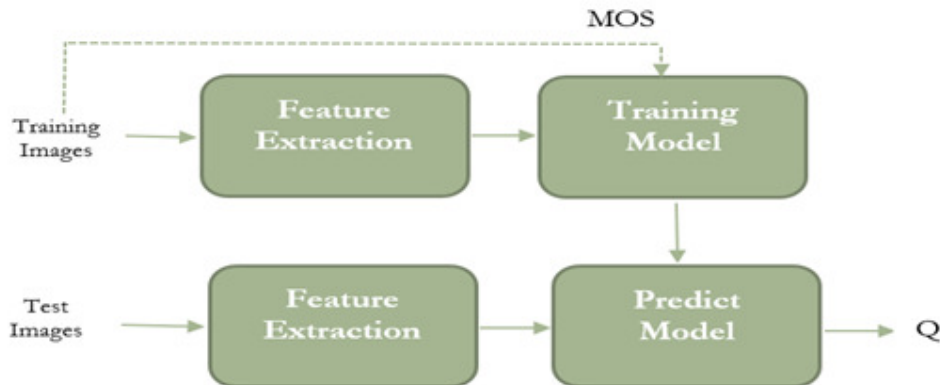 MOS
Training
Images
Feature
Extraction
Training
Model
Test
Images
Feature
Extraction
Predict
Model
Q